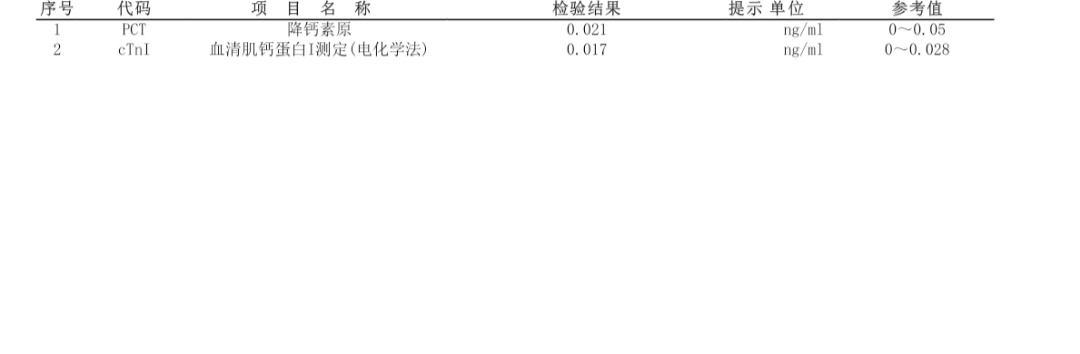 序号 代码 项 目 名 称 检验结果 提示 单位 参考值
1 PCT 降钙素原 0.021 ng/ml 0～0.05
2 cTnI 血清肌钙蛋白I测定(电化学法) 0.017 ng/ml 0～0.028